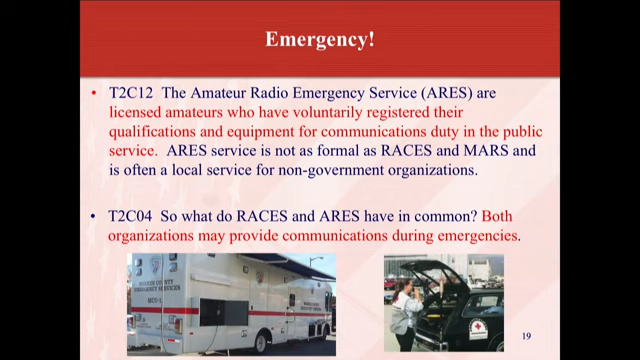 Emergency!
• T2C12 The Amateur Radio Emergency Service (ARES) are
licensed amateurs who have voluntarily registered their
qualifications and equipment for communications duty in the public
service. ARES service is not as formal as RACES and MARS and
is often a local service for non-government organizations.
• T2C04 So what do RACES and ARES have in common? Both
organizations may provide communications during emergencies.
COUNTY
EMERGENCY SERVICES
19